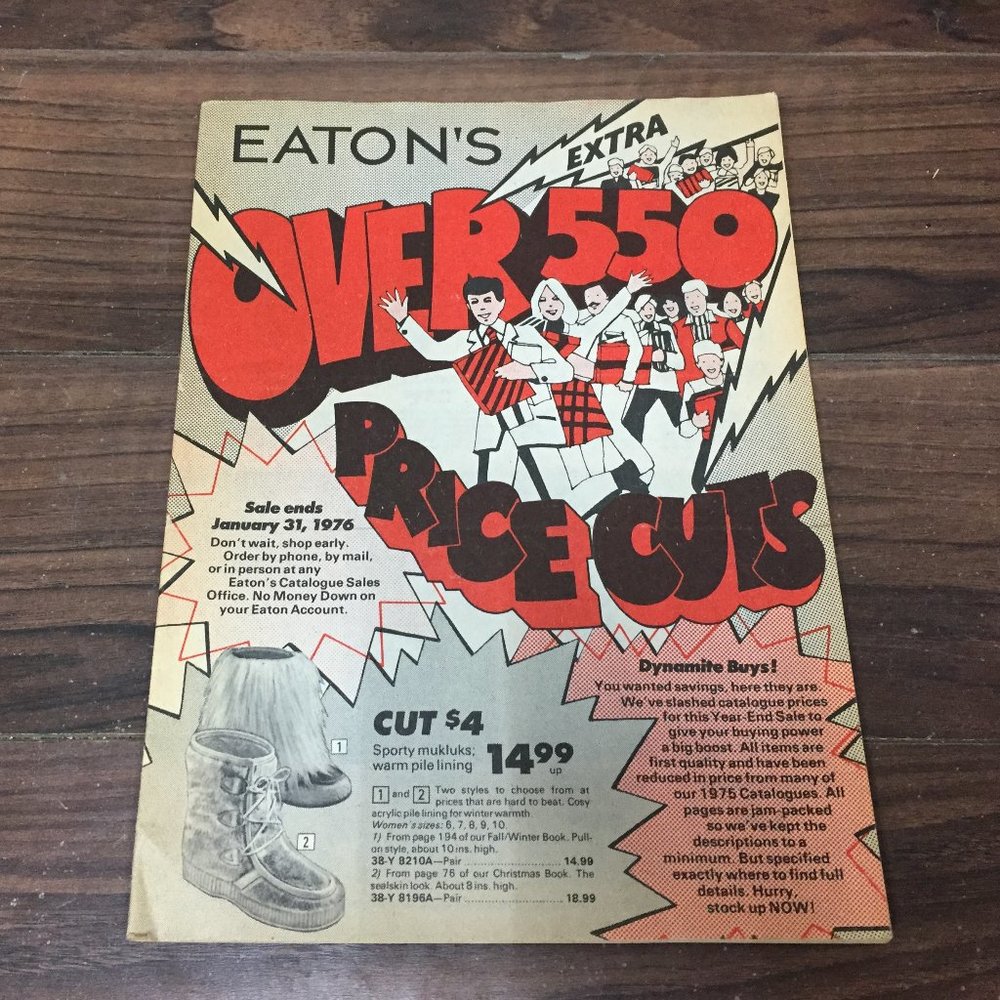 EATON'S
EXTRA
OVER 550
PRICE CUTS
Sale ends
January 31, 1976
Don't wait, shop early.
Order by phone, by mail,
or in person at any
Eaton's Catalogue Sales
Office. No Money Down on
your Eaton Account.
1
2
CUT $4
Sporty mukluks;
warm pile lining
14⁹⁹
up
1 and 2 Two styles to choose from at
prices that are hard to beat. Cosy
acrylic pile lining for winter warmth.
Women's sizes: 6, 7, 8, 9, 10.
1) From page 194 of our Fall/Winter Book. Pull-
on style, about 10 ins. high.
38-Y 8210A—Pair .......................... 14.99
2) From page 76 of our Christmas Book. The
sealskin look. About 8 ins. high.
38-Y 8196A—Pair .......................... 18.99
Dynamite Buys!
You wanted savings, here they are.
We've slashed catalogue prices
for this Year-End Sale to
give your buying power
a big boost. All items are
first quality and have been
reduced in price from many of
our 1975 Catalogues. All
pages are jam-packed
so we've kept the
descriptions to a
minimum. But specified
exactly where to find full
details. Hurry,
stock up NOW!